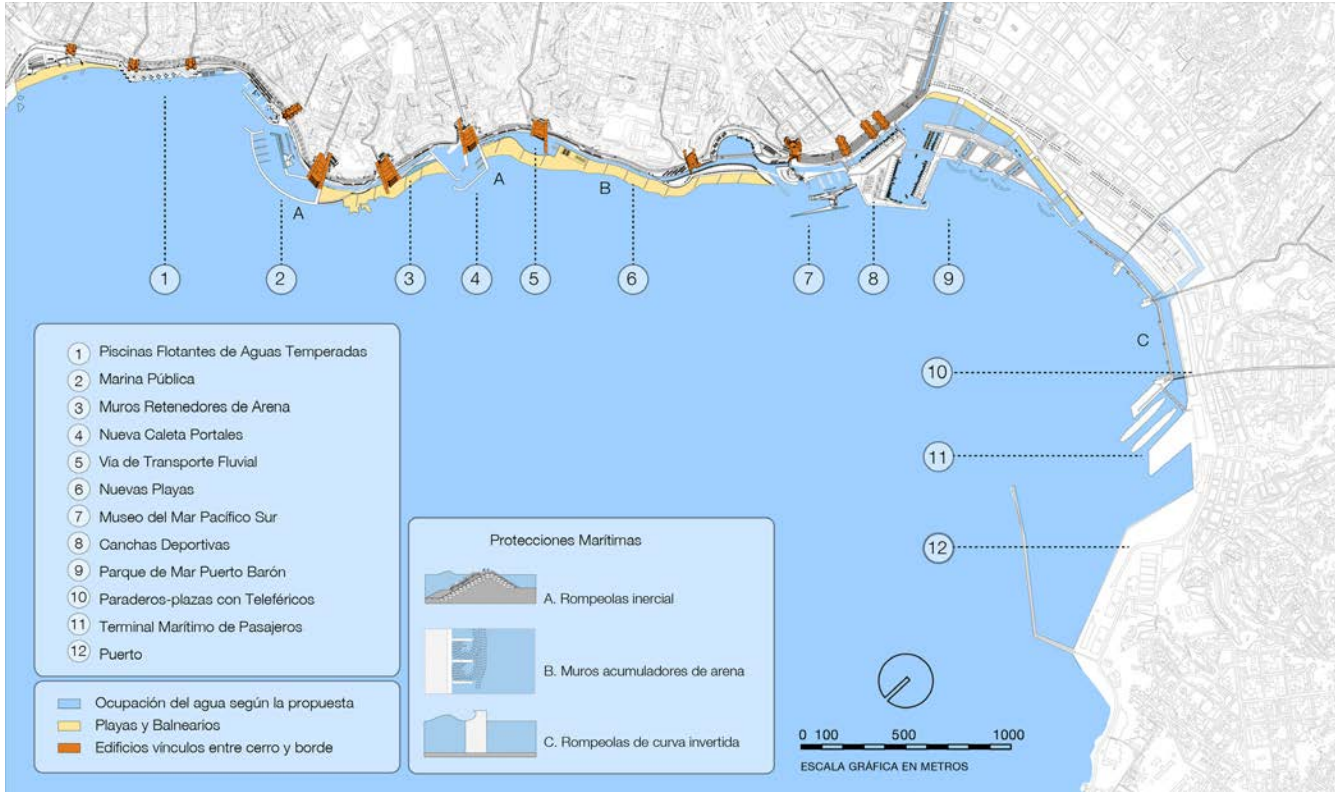 A
A
B
C
1
2
3
4
5
6
7
8
9
10
11
12
1 Piscinas Flotantes de Aguas Temperadas
2 Marina Pública
3 Muros Retenedores de Arena
4 Nueva Caleta Portales
5 Via de Transporte Fluvial
6 Nuevas Playas
7 Museo del Mar Pacífico Sur
8 Canchas Deportivas
9 Parque de Mar Puerto Barón
10 Paraderos-plazas con Teleféricos
11 Terminal Marítimo de Pasajeros
12 Puerto
Ocupación del agua según la propuesta
Playas y Balnearios
Edificios vínculos entre cerro y borde
Protecciones Marítimas
A. Rompeolas inercial
B. Muros acumuladores de arena
C. Rompeolas de curva invertida
0 100 500 1000
ESCALA GRÁFICA EN METROS